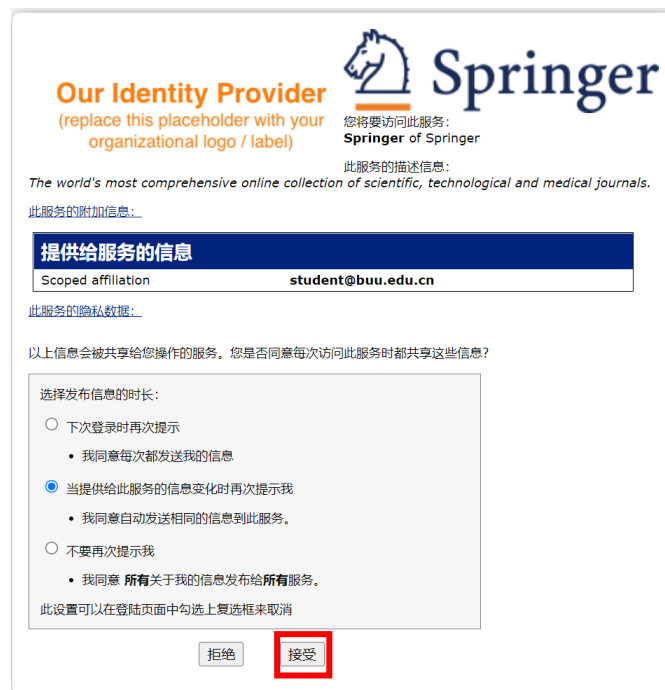 Springer
Our Identity Provider
(replace this placeholder with your
organizational logo / label)
您将要访问此服务：
Springer of Springer
此服务的描述信息：
The world's most comprehensive online collection of scientific, technological and medical journals.
此服务的附加信息：
提供给服务的信息
Scoped affiliation student@buu.edu.cn
此服务的隐私数据：
以上信息会被共享给您操作的服务。您是否同意每次访问此服务时都共享这些信息？
选择发布信息的时长：
下次登录时再次提示
• 我同意每次都发送我的信息
当提供给此服务的信息变化时再次提示我
• 我同意自动发送相同的信息到此服务。
不要再次提示我
• 我同意 所有关于我的信息发布给所有服务。
此设置可以在登陆页面中勾选上复选框来取消
拒绝 接受